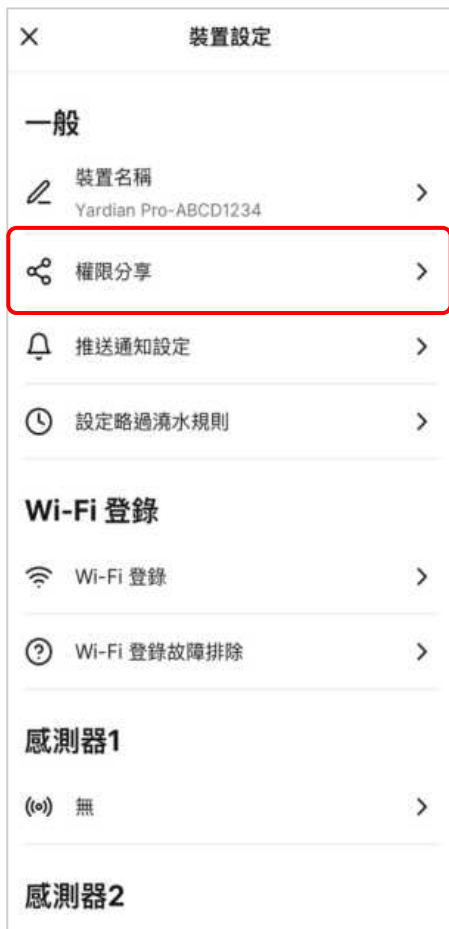 裝置設定
一般
裝置名稱
Yardian Pro-ABCD1234
權限分享
推送通知設定
設定略過澆水規則
Wi-Fi 登錄
Wi-Fi 登錄
Wi-Fi 登錄故障排除
感測器1
無
感測器2